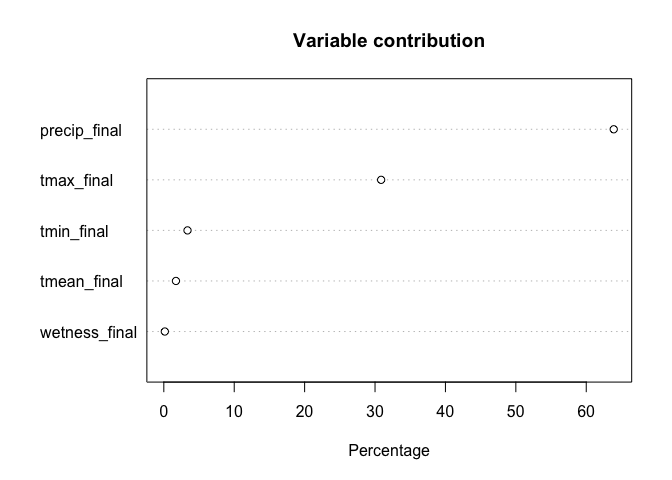 Variable contribution
precip_final
tmax_final
tmin_final
tmean_final
wetness_final
0 10 20 30 40 50 60
Percentage